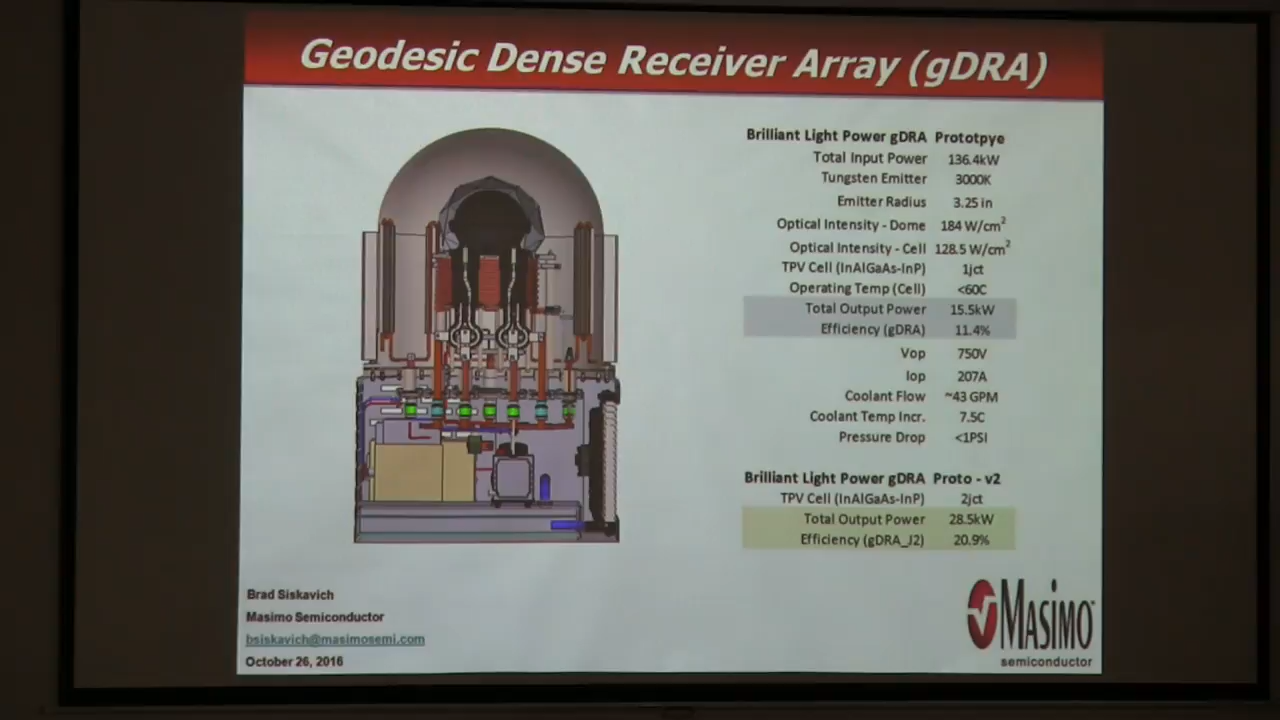 Geodesic Dense Receiver Array (gDRA)
Brilliant Light Power gDRA Prototpye
Total Input Power 136.4kW
Tungsten Emitter 3000K
Emitter Radius 3.25 in
Optical Intensity - Dome 184 W/cm²
Optical Intensity - Cell 128.5 W/cm²
TPV Cell (InAlGaAs-InP) 1jct
Operating Temp (Cell) <60C
Total Output Power 15.5kW
Efficiency (gDRA) 11.4%
Vop 750V
Iop 207A
Coolant Flow ~43 GPM
Coolant Temp Incr. 7.5C
Pressure Drop <1PSI
Brilliant Light Power gDRA Proto - v2
TPV Cell (InAlGaAs-InP) 2jct
Total Output Power 28.5kW
Efficiency (gDRA_J2) 20.9%
Brad Siskavich
Masimo Semiconductor
bsiskavich@masimosemi.com
October 26, 2016
MASIMO
semiconductor